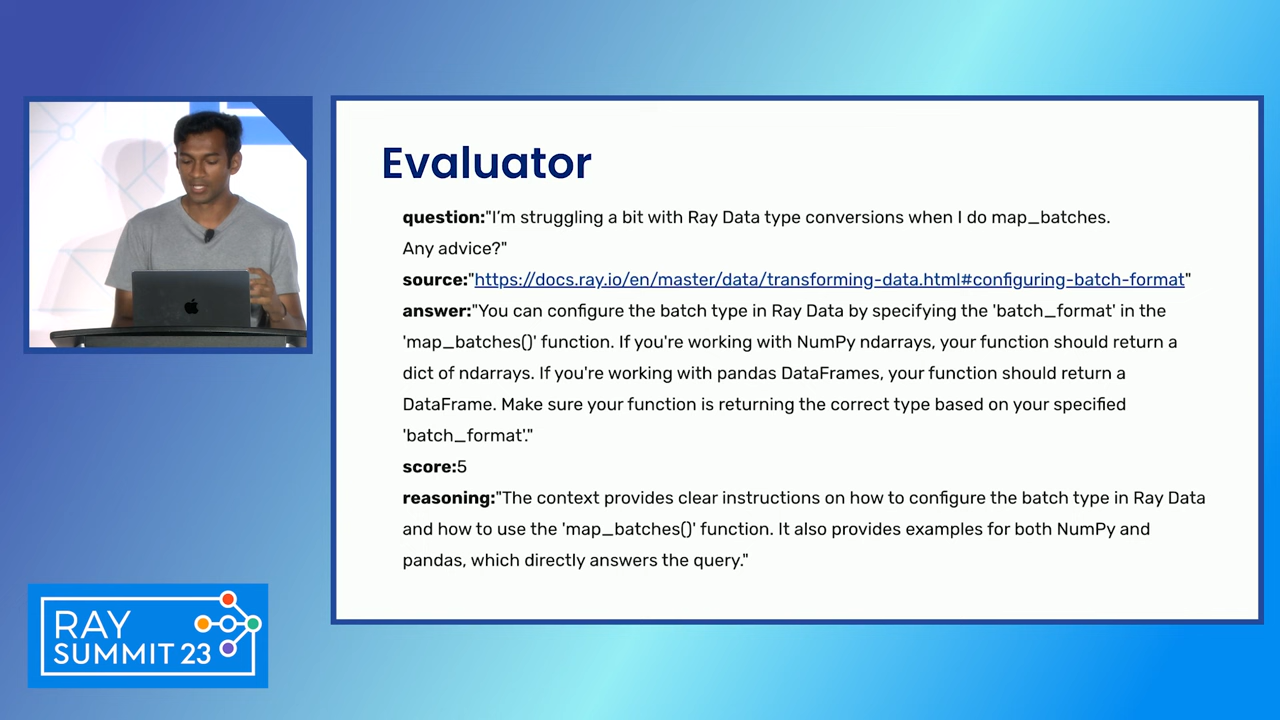 Evaluator
question:"I’m struggling a bit with Ray Data type conversions when I do map_batches.
Any advice?"
source:"https://docs.ray.io/en/master/data/transforming-data.html#configuring-batch-format"
answer:"You can configure the batch type in Ray Data by specifying the 'batch_format' in the
'map_batches()' function. If you're working with NumPy ndarrays, your function should return a
dict of ndarrays. If you're working with pandas DataFrames, your function should return a
DataFrame. Make sure your function is returning the correct type based on your specified
'batch_format'."
score:5
reasoning:"The context provides clear instructions on how to configure the batch type in Ray Data
and how to use the 'map_batches()' function. It also provides examples for both NumPy and
pandas, which directly answers the query."
RAY
SUMMIT 23